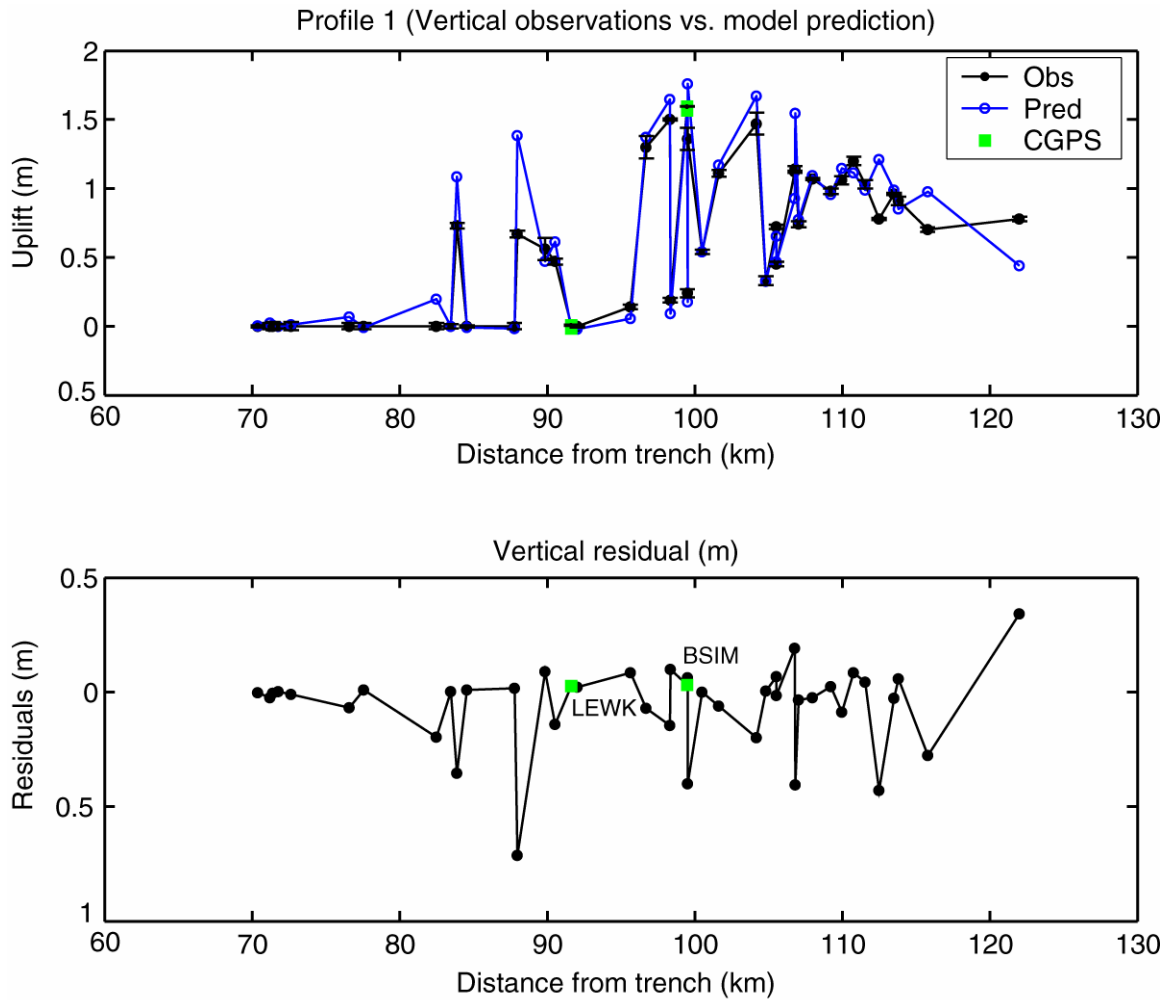 Profile 1 (Vertical observations vs. model prediction)
2
1.5
1
0.5
0
0.5
Uplift (m)
Obs
Pred
CGPS
60 70 80 90 100 110 120 130
Distance from trench (km)
Vertical residual (m)
0.5
0
0.5
1
Residuals (m)
BSIM
LEWK
60 70 80 90 100 110 120 130
Distance from trench (km)